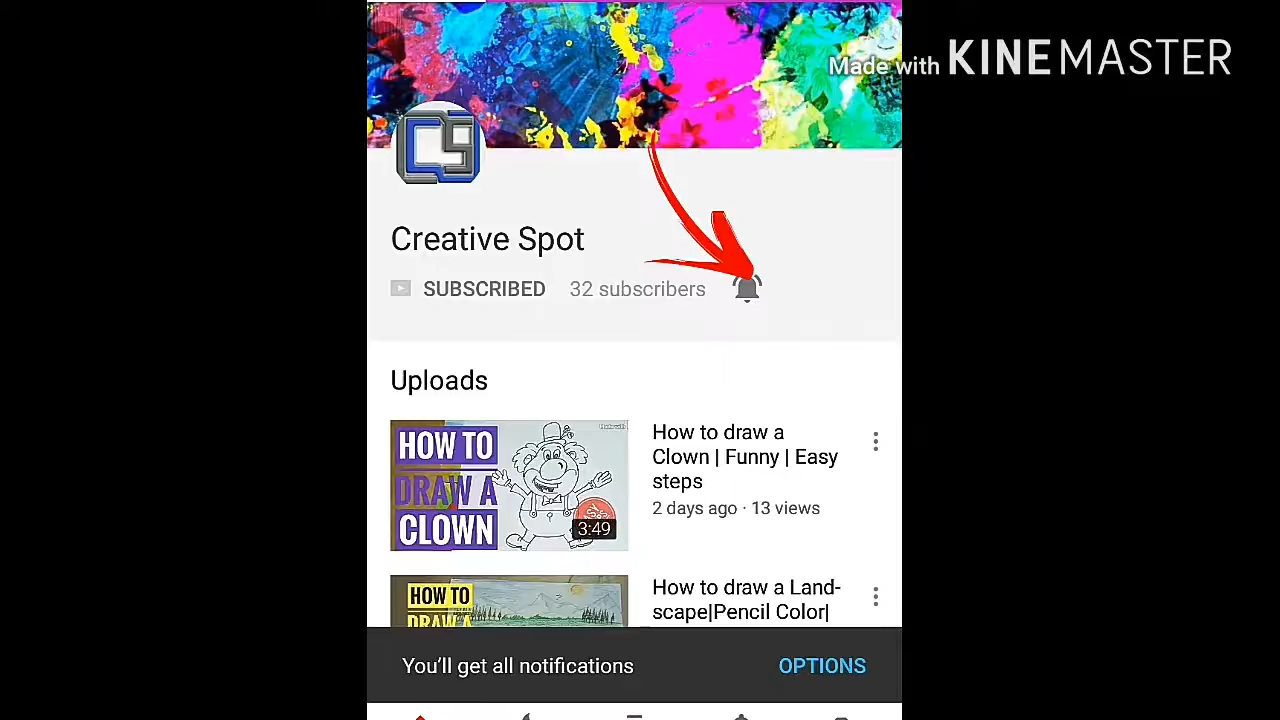 Made with KINEMASTER
CS
Creative Spot
SUBSCRIBED 32 subscribers
Uploads
HOW TO
DRAW A
CLOWN
3:49
How to draw a
Clown | Funny | Easy
steps
2 days ago · 13 views
HOW TO
DRAW A
How to draw a Land-
scape|Pencil Color|
You'll get all notifications OPTIONS